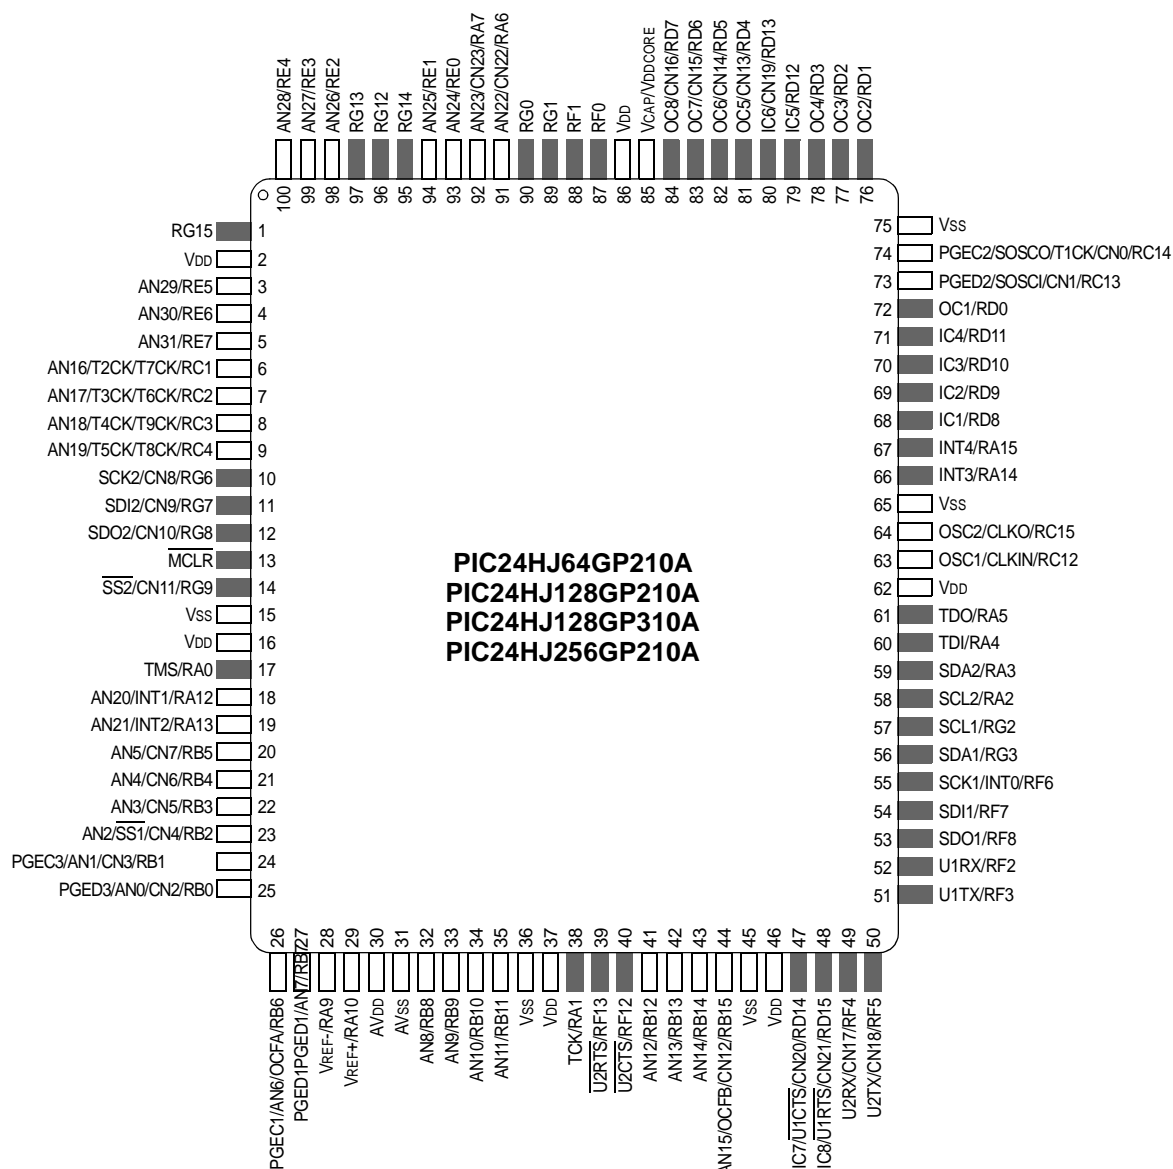 AN28/RE4
AN27/RE3
AN26/RE2
RG13
RG12
RG14
AN25/RE1
AN24/RE0
AN23/CN23/RA7
AN22/CN22/RA6
RG0
RG1
RF1
RF0
VDD
VCAP/VDDCORE
OC8/CN16/RD7
OC7/CN15/RD6
OC6/CN14/RD5
OC5/CN13/RD4
IC6/CN19/RD13
IC5/RD12
OC4/RD3
OC3/RD2
OC2/RD1
100 99 98 97 96 95 94 93 92 91 90 89 88 87 86 85 84 83 82 81 80 79 78 77 76
RG15 1
VDD 2
AN29/RE5 3
AN30/RE6 4
AN31/RE7 5
AN16/T2CK/T7CK/RC1 6
AN17/T3CK/T6CK/RC2 7
AN18/T4CK/T9CK/RC3 8
AN19/T5CK/T8CK/RC4 9
SCK2/CN8/RG6 10
SDI2/CN9/RG7 11
SDO2/CN10/RG8 12
MCLR 13
SS2/CN11/RG9 14
VSS 15
VDD 16
TMS/RA0 17
AN20/INT1/RA12 18
AN21/INT2/RA13 19
AN5/CN7/RB5 20
AN4/CN6/RB4 21
AN3/CN5/RB3 22
AN2/SS1/CN4/RB2 23
PGEC3/AN1/CN3/RB1 24
PGED3/AN0/CN2/RB0 25
PIC24HJ64GP210A
PIC24HJ128GP210A
PIC24HJ128GP310A
PIC24HJ256GP210A
75 VSS
74 PGEC2/SOSCO/T1CK/CN0/RC14
73 PGED2/SOSCI/CN1/RC13
72 OC1/RD0
71 IC4/RD11
70 IC3/RD10
69 IC2/RD9
68 IC1/RD8
67 INT4/RA15
66 INT3/RA14
65 VSS
64 OSC2/CLKO/RC15
63 OSC1/CLKIN/RC12
62 VDD
61 TDO/RA5
60 TDI/RA4
59 SDA2/RA3
58 SCL2/RA2
57 SCL1/RG2
56 SDA1/RG3
55 SCK1/INT0/RF6
54 SDI1/RF7
53 SDO1/RF8
52 U1RX/RF2
51 U1TX/RF3
26 27 28 29 30 31 32 33 34 35 36 37 38 39 40 41 42 43 44 45 46 47 48 49 50
PGEC1/AN6/OCFA/RB6
PGED1PGED1/AN7/RB7
VREF-/RA9
VREF+/RA10
AVDD
AVSS
AN8/RB8
AN9/RB9
AN10/RB10
AN11/RB11
VSS
VDD
TCK/RA1
U2RTS/RF13
U2CTS/RF12
AN12/RB12
AN13/RB13
AN14/RB14
AN15/OCFB/CN12/RB15
VSS
VDD
IC7/U1CTS/CN20/RD14
IC8/U1RTS/CN21/RD15
U2RX/CN17/RF4
U2TX/CN18/RF5